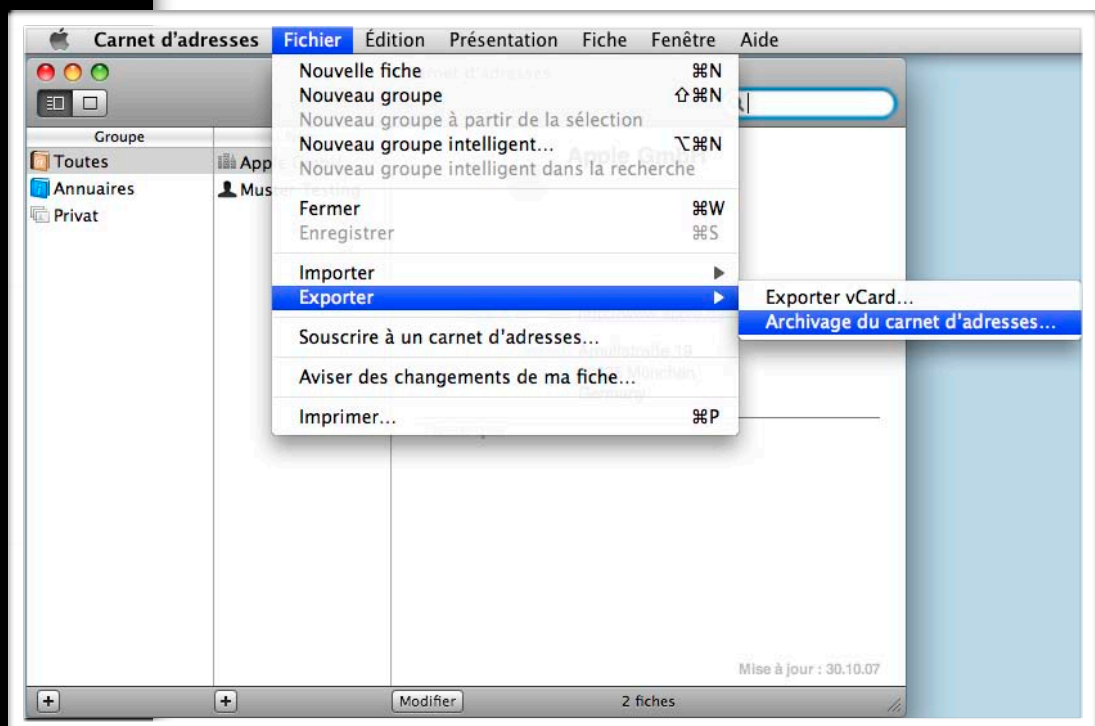 Carnet d'adresses Fichier Édition Présentation Fiche Fenêtre Aide
Nouvelle fiche ⌘N
Nouveau groupe ⇧⌘N
Nouveau groupe à partir de la sélection
Nouveau groupe intelligent... ⌥⌘N
Nouveau groupe intelligent dans la recherche
Fermer ⌘W
Enregistrer ⌘S
Importer
Exporter
Exporter vCard...
Archivage du carnet d'adresses...
Souscrire à un carnet d'adresses...
Aviser des changements de ma fiche...
Imprimer... ⌘P
Groupe
Toutes
Annuaires
Privat
Apple GmbH
Germany
Mise à jour : 30.10.07
Modifier
2 fiches